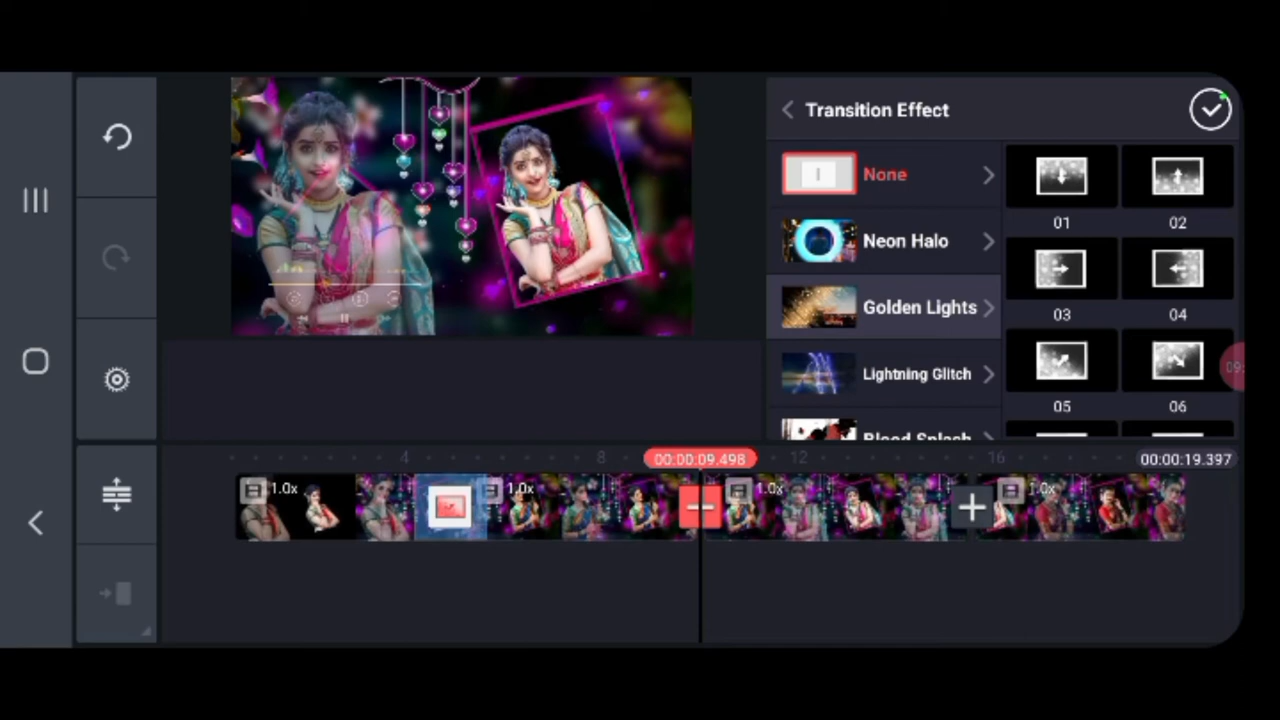 Transition Effect
None
Neon Halo
Golden Lights
Lightning Glitch
Blood Splash
01
02
03
04
05
06
09:
4
8
00:00:09.498
12
16
00:00:19.397
1.0x
1.0x
1.0x
1.0x